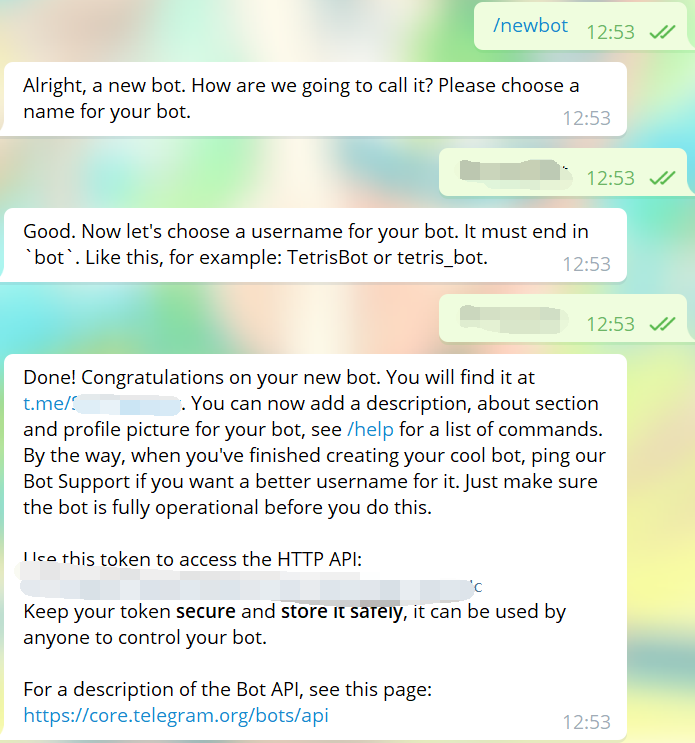 /newbot 12:53
Alright, a new bot. How are we going to call it? Please choose a
name for your bot.
12:53
12:53
Good. Now let's choose a username for your bot. It must end in
`bot`. Like this, for example: TetrisBot or tetris_bot.
12:53
12:53
Done! Congratulations on your new bot. You will find it at
t.me/ . You can now add a description, about section
and profile picture for your bot, see /help for a list of commands.
By the way, when you've finished creating your cool bot, ping our
Bot Support if you want a better username for it. Just make sure
the bot is fully operational before you do this.
Use this token to access the HTTP API:
Keep your token secure and store it safely, it can be used by
anyone to control your bot.
For a description of the Bot API, see this page:
https://core.telegram.org/bots/api
12:53